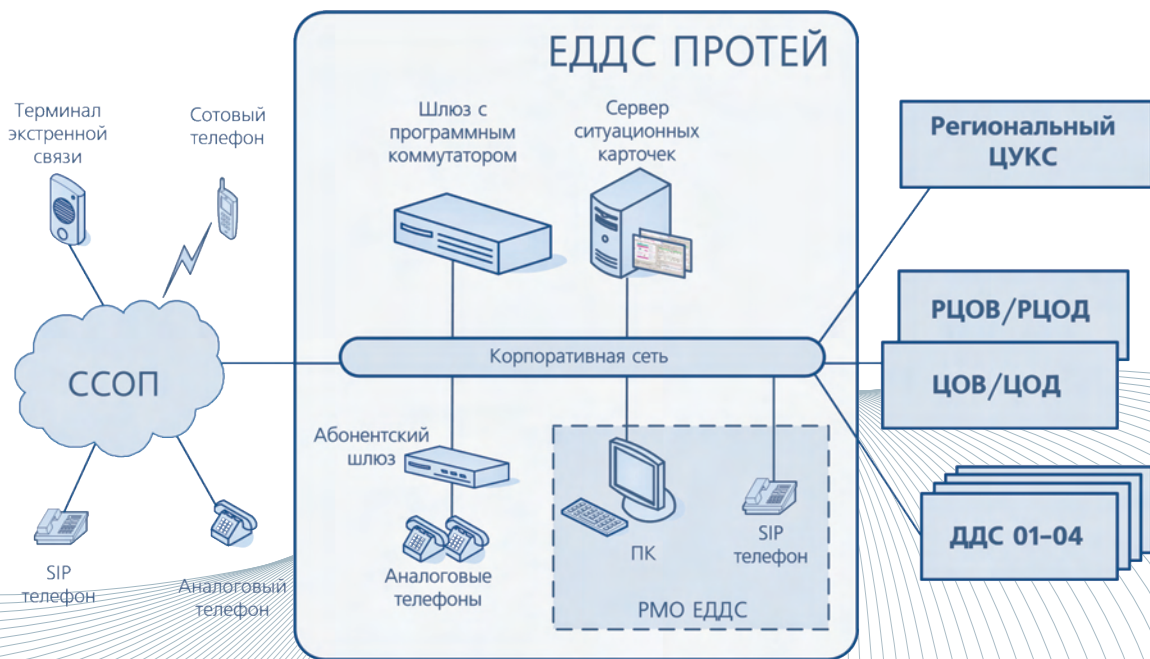 ЕДДС ПРОТЕЙ
Терминал
экстренной
связи
Сотовый
телефон
Шлюз с
программным
коммутатором
Сервер
ситуационных
карточек
Региональный
ЦУКС
РЦОВ/РЦОД
Корпоративная сеть
ССОП
ЦОВ/ЦОД
Абонентский
шлюз
SIP
телефон
Аналоговый
телефон
Аналоговые
телефоны
ПК
SIP
телефон
РМО ЕДДС
ДДС 01–04